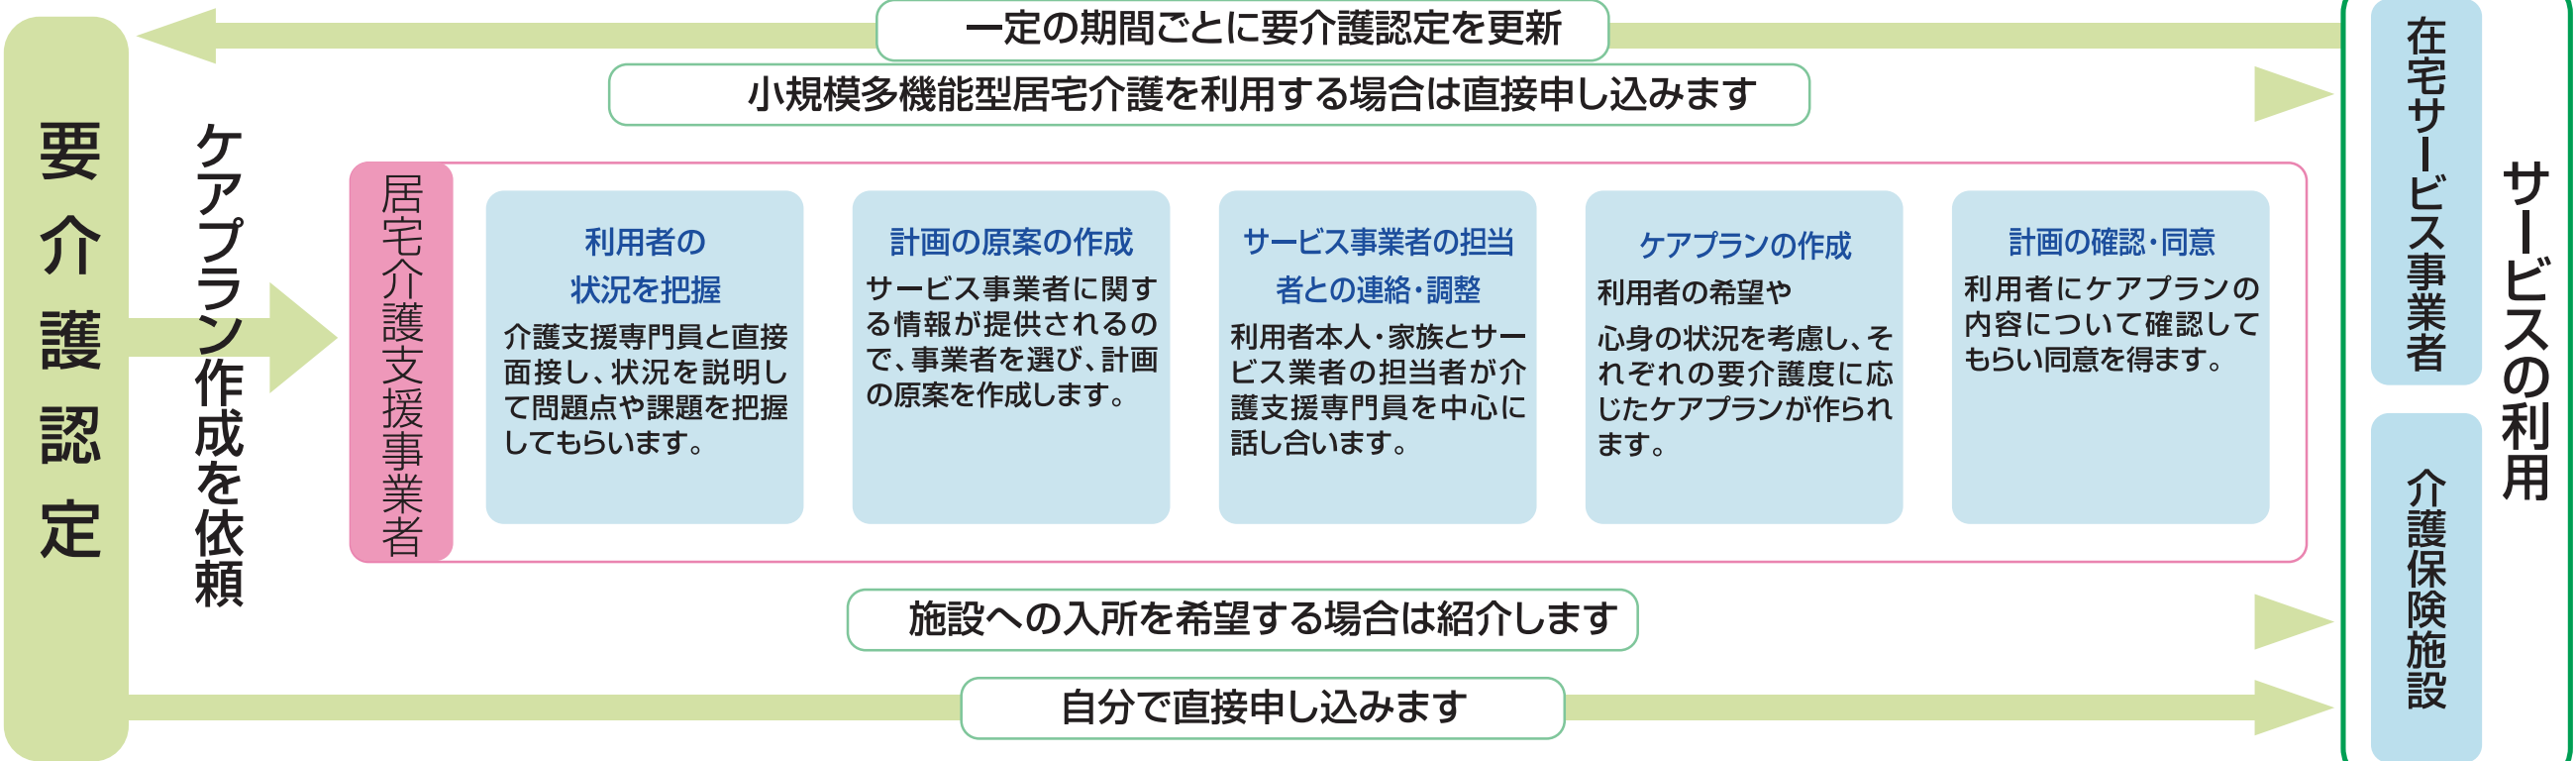 一定の期間ごとに要介護認定を更新
小規模多機能型居宅介護を利用する場合は直接申し込みます
要介護認定
ケアプラン作成を依頼
居宅介護支援事業者
利用者の
状況を把握
介護支援専門員と直接
面接し、状況を説明し
て問題点や課題を把握
してもらいます。
計画の原案の作成
サービス事業者に関す
る情報が提供されるの
で、事業者を選び、計画
の原案を作成します。
サービス事業者の担当
者との連絡・調整
利用者本人・家族とサー
ビス業者の担当者が介
護支援専門員を中心に
話し合います。
ケアプランの作成
利用者の希望や
心身の状況を考慮し、そ
れぞれの要介護度に応
じたケアプランが作られ
ます。
計画の確認・同意
利用者にケアプランの
内容について確認して
もらい同意を得ます。
施設への入所を希望する場合は紹介します
自分で直接申し込みます
在宅サービス事業者
介護保険施設
サービスの利用